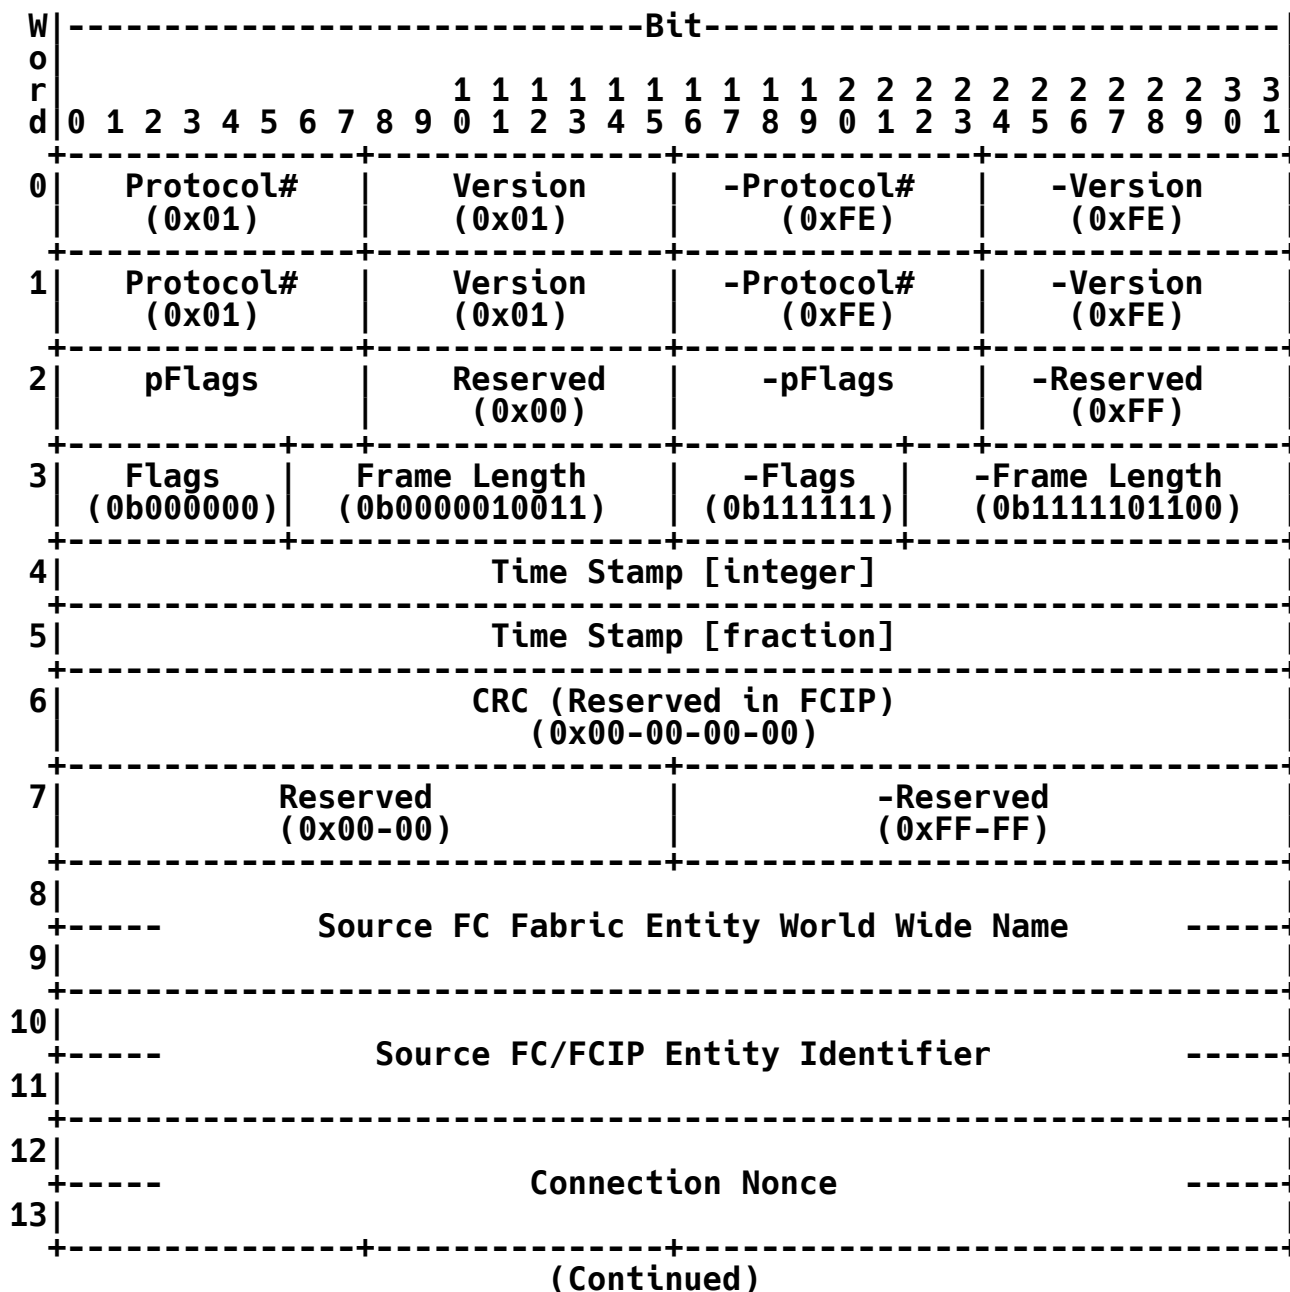 W|------------------------------Bit------------------------------|
o|                                                               |
r|                    1 1 1 1 1 1 1 1 1 1 2 2 2 2 2 2 2 2 2 2 3 3|
d|0 1 2 3 4 5 6 7 8 9 0 1 2 3 4 5 6 7 8 9 0 1 2 3 4 5 6 7 8 9 0 1|
+---------------+---------------+---------------+---------------+
0|   Protocol#   |    Version    |  -Protocol#   |   -Version    |
|    (0x01)     |    (0x01)     |     (0xFE)    |    (0xFE)     |
+---------------+---------------+---------------+---------------+
1|   Protocol#   |    Version    |  -Protocol#   |   -Version    |
|    (0x01)     |    (0x01)     |     (0xFE)    |    (0xFE)     |
+---------------+---------------+---------------+---------------+
2|    pFlags     |    Reserved   |    -pFlags    |  -Reserved    |
|               |     (0x00)    |               |    (0xFF)     |
+-----------+---+---------------+-----------+---+---------------+
3|   Flags   |   Frame Length    |   -Flags  |   -Frame Length   |
| (0b000000)|  (0b0000010011)   | (0b111111)|   (0b1111101100)  |
+-----------+-------------------+-----------+-------------------+
4|                      Time Stamp [integer]                     |
+---------------------------------------------------------------+
5|                      Time Stamp [fraction]                    |
+---------------------------------------------------------------+
6|                     CRC (Reserved in FCIP)                    |
|                        (0x00-00-00-00)                        |
+-------------------------------+-------------------------------+
7|           Reserved            |          -Reserved            |
|           (0x00-00)           |          (0xFF-FF)            |
+-------------------------------+-------------------------------+
8|                                                               |
+-----        Source FC Fabric Entity World Wide Name      -----+
9|                                                               |
+---------------------------------------------------------------+
10|                                                               |
+-----           Source FC/FCIP Entity Identifier          -----+
11|                                                               |
+---------------------------------------------------------------+
12|                                                               |
+-----                   Connection Nonce                  -----+
13|                                                               |
+---------------+---------------+-------------------------------+
(Continued)